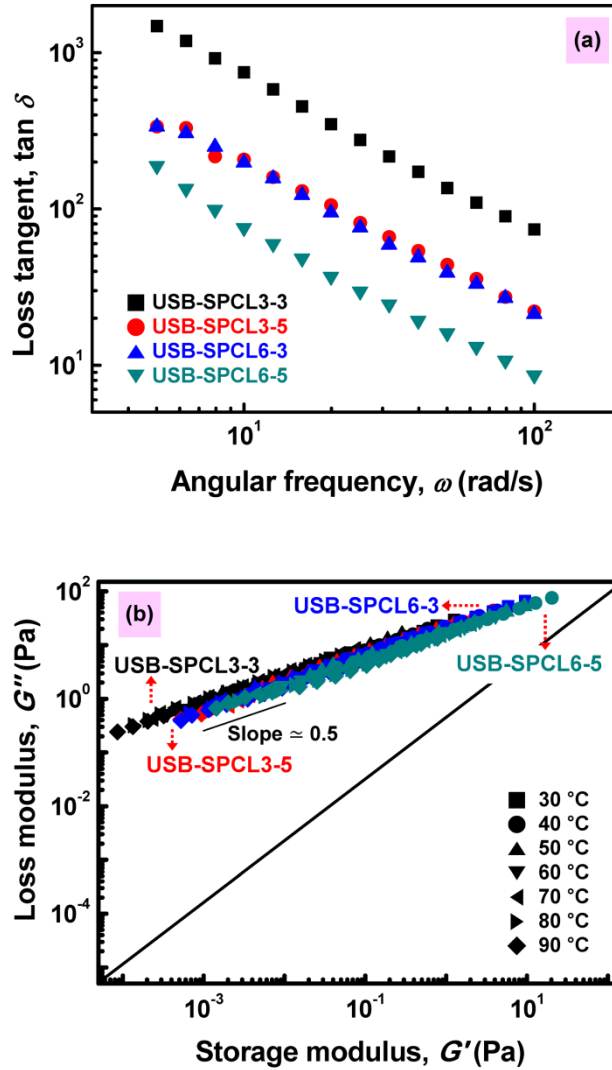 (a)
Loss tangent, tan δ
10³
10²
10¹
USB-SPCL3-3
USB-SPCL3-5
USB-SPCL6-3
USB-SPCL6-5
10¹
10²
Angular frequency, ω (rad/s)
(b)
Loss modulus, G″ (Pa)
10²
10⁰
10⁻²
10⁻⁴
USB-SPCL6-3
USB-SPCL3-3
USB-SPCL6-5
Slope ≃ 0.5
USB-SPCL3-5
30 °C
40 °C
50 °C
60 °C
70 °C
80 °C
90 °C
10⁻³
10⁻¹
10¹
Storage modulus, G′ (Pa)